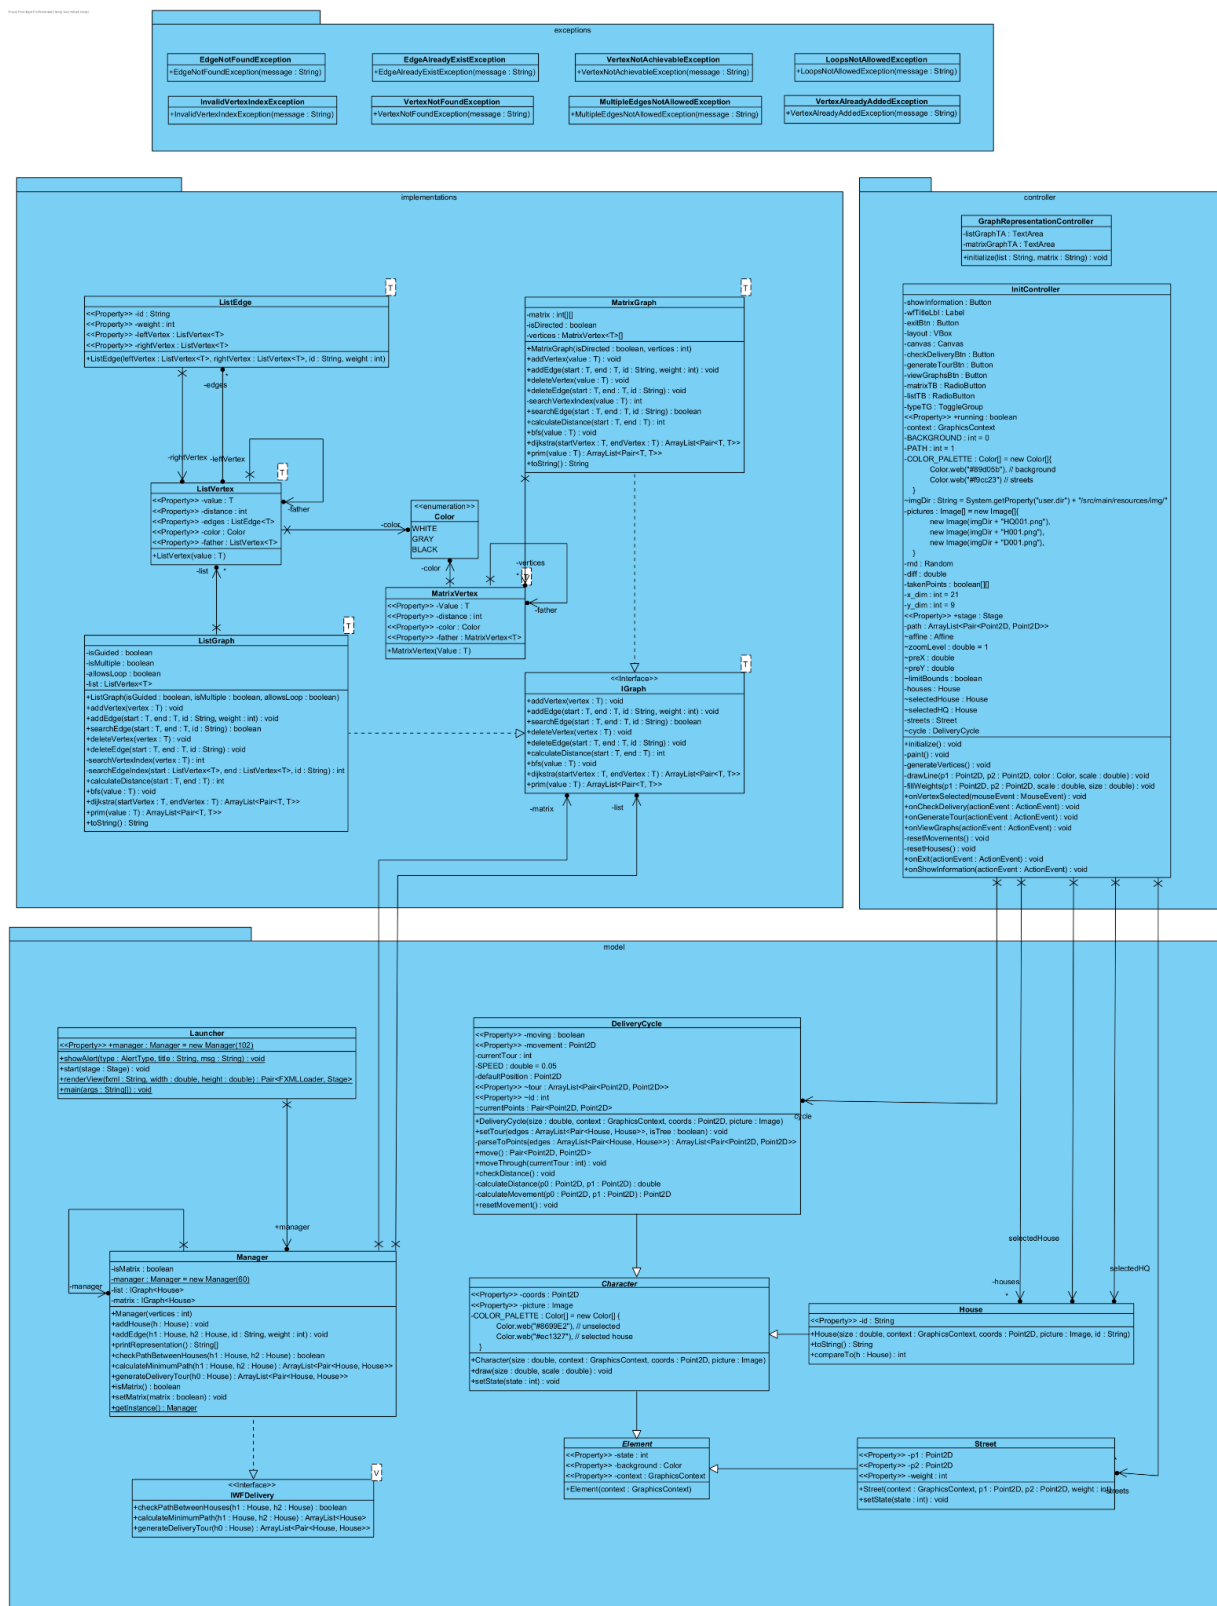 exceptions
EdgeNotFoundException
+EdgeNotFoundException(message : String)
EdgeAlreadyExistException
+EdgeAlreadyExistException(message : String)
VertexNotAchievableException
+VertexNotAchievableException(message : String)
LoopsNotAllowedException
+LoopsNotAllowedException(message : String)
InvalidVertexIndexException
+InvalidVertexIndexException(message : String)
VertexNotFoundException
+VertexNotFoundException(message : String)
MultipleEdgesNotAllowedException
+MultipleEdgesNotAllowedException(message : String)
VertexAlreadyAddedException
+VertexAlreadyAddedException(message : String)
implementations
T
ListEdge
<<Property>> -id : String
<<Property>> -weight : int
<<Property>> -leftVertex : ListVertex<T>
<<Property>> -rightVertex : ListVertex<T>
+ListEdge(leftVertex : ListVertex<T>, rightVertex : ListVertex<T>, id : String, weight : int)
-edges
*
-rightVertex
-leftVertex
T
ListVertex
<<Property>> -value : T
<<Property>> -distance : int
<<Property>> -edges : ListEdge<T>
<<Property>> -color : Color
<<Property>> -father : ListVertex<T>
+ListVertex(value : T)
-father
-color
-list
*
<<enumeration>>
Color
WHITE
GRAY
BLACK
-color
T
MatrixGraph
-matrix : int[][]
-isDirected : boolean
-vertices : MatrixVertex<T>[]
+MatrixGraph(isDirected : boolean, vertices : int)
+addVertex(value : T) : void
+addEdge(start : T, end : T, id : String, weight : int) : void
+deleteVertex(value : T) : void
+deleteEdge(start : T, end : T, id : String) : void
-searchVertexIndex(value : T) : int
+searchEdge(start : T, end : T, id : String) : boolean
+calculateDistance(start : T, end : T) : int
+bfs(value : T) : void
+dijkstra(startVertex : T, endVertex : T) : ArrayList<Pair<T, T>>
+prim(value : T) : ArrayList<Pair<T, T>>
+toString() : String
-vertices
*
MatrixVertex
<<Property>> -Value : T
<<Property>> -distance : int
<<Property>> -color : Color
<<Property>> -father : MatrixVertex<T>
+MatrixVertex(Value : T)
-father
T
ListGraph
-isGuided : boolean
-isMultiple : boolean
-allowsLoop : boolean
-list : ListVertex<T>
+ListGraph(isGuided : boolean, isMultiple : boolean, allowsLoop : boolean)
+addVertex(vertex : T) : void
+addEdge(start : T, end : T, id : String, weight : int) : void
+searchEdge(start : T, end : T, id : String) : boolean
+deleteVertex(vertex : T) : void
+deleteEdge(start : T, end : T, id : String) : void
-searchVertexIndex(vertex : T) : int
-searchEdgeIndex(start : ListVertex<T>, end : ListVertex<T>, id : String) : int
+calculateDistance(start : T, end : T) : int
+bfs(value : T) : void
+dijkstra(startVertex : T, endVertex : T) : ArrayList<Pair<T, T>>
+prim(value : T) : ArrayList<Pair<T, T>>
+toString() : String
T
<<Interface>>
IGraph
+addVertex(vertex : T) : void
+addEdge(start : T, end : T, id : String, weight : int) : void
+searchEdge(start : T, end : T, id : String) : boolean
+deleteVertex(vertex : T) : void
+deleteEdge(start : T, end : T, id : String) : void
+calculateDistance(start : T, end : T) : int
+bfs(value : T) : void
+dijkstra(startVertex : T, endVertex : T) : ArrayList<Pair<T, T>>
+prim(value : T) : ArrayList<Pair<T, T>>
-matrix
-list
controller
GraphRepresentationController
-listGraphTA : TextArea
-matrixGraphTA : TextArea
+initialize(list : String, matrix : String) : void
InitController
-showInformation : Button
-wfTitleLbl : Label
-exitBtn : Button
-layout : VBox
-canvas : Canvas
-checkDeliveryBtn : Button
-generateTourBtn : Button
-viewGraphsBtn : Button
-matrixTB : RadioButton
-listTB : RadioButton
-typeTG : ToggleGroup
<<Property>> +running : boolean
-context : GraphicsContext
-BACKGROUND : int = 0
-PATH : int = 1
-COLOR_PALETTE : Color[] = new Color[]{
Color.web("#89d05b"), // background
Color.web("#f9cc23") // streets
}
~imgDir : String = System.getProperty("user.dir") + "/src/main/resources/img/"
-pictures : Image[] = new Image[]{
new Image(imgDir + "HQ001.png"),
new Image(imgDir + "H001.png"),
new Image(imgDir + "D001.png"),
}
-rnd : Random
-diff : double
-takenPoints : boolean[][]
-x_dim : int = 21
-y_dim : int = 9
<<Property>> +stage : Stage
-path : ArrayList<Pair<Point2D, Point2D>>
~affine : Affine
~zoomLevel : double = 1
~preX : double
~preY : double
~limitBounds : boolean
-houses : House
~selectedHouse : House
~selectedHQ : House
-streets : Street
~cycle : DeliveryCycle
+initialize() : void
-paint() : void
-generateVertices() : void
-drawLine(p1 : Point2D, p2 : Point2D, color : Color, scale : double) : void
-fillWeights(p1 : Point2D, p2 : Point2D, scale : double, size : double) : void
+onVertexSelected(mouseEvent : MouseEvent) : void
+onCheckDelivery(actionEvent : ActionEvent) : void
+onGenerateTour(actionEvent : ActionEvent) : void
+onViewGraphs(actionEvent : ActionEvent) : void
-resetMovements() : void
-resetHouses() : void
+onExit(actionEvent : ActionEvent) : void
+onShowInformation(actionEvent : ActionEvent) : void
model
Launcher
<<Property>> +manager : Manager = new Manager(102)
+showAlert(type : AlertType, title : String, msg : String) : void
+start(stage : Stage) : void
+renderView(fxml : String, width : double, height : double) : Pair<FXMLLoader, Stage>
+main(args : String[]) : void
+manager
-manager
Manager
-isMatrix : boolean
-manager : Manager = new Manager(60)
-list : IGraph<House>
-matrix : IGraph<House>
+Manager(vertices : int)
+addHouse(h : House) : void
+addEdge(h1 : House, h2 : House, id : String, weight : int) : void
+printRepresentation() : String[]
+checkPathBetweenHouses(h1 : House, h2 : House) : boolean
+calculateMinimumPath(h1 : House, h2 : House) : ArrayList<Pair<House, House>>
+generateDeliveryTour(h0 : House) : ArrayList<Pair<House, House>>
+isMatrix() : boolean
+setMatrix(matrix : boolean) : void
+getInstance() : Manager
V
<<Interface>>
IWFDelivery
+checkPathBetweenHouses(h1 : House, h2 : House) : boolean
+calculateMinimumPath(h1 : House, h2 : House) : ArrayList<House>
+generateDeliveryTour(h0 : House) : ArrayList<Pair<House, House>>
DeliveryCycle
<<Property>> -moving : boolean
<<Property>> -movement : Point2D
-currentTour : int
-SPEED : double = 0.05
-defaultPosition : Point2D
<<Property>> ~tour : ArrayList<Pair<Point2D, Point2D>>
<<Property>> ~id : int
~currentPoints : Pair<Point2D, Point2D>
+DeliveryCycle(size : double, context : GraphicsContext, coords : Point2D, picture : Image)
+setTour(edges : ArrayList<Pair<House, House>>, isTree : boolean) : void
-parseToPoints(edges : ArrayList<Pair<House, House>>) : ArrayList<Pair<Point2D, Point2D>>
+move() : Pair<Point2D, Point2D>
+moveThrough(currentTour : int) : void
+checkDistance() : void
-calculateDistance(p0 : Point2D, p1 : Point2D) : double
-calculateMovement(p0 : Point2D, p1 : Point2D) : Point2D
+resetMovement() : void
cycle
selectedHouse
selectedHQ
-houses
*
Character
<<Property>> -coords : Point2D
<<Property>> -picture : Image
-COLOR_PALETTE : Color[] = new Color[] {
Color.web("#6699E2"), // unselected
Color.web("#ec1327"), // selected house
}
+Character(size : double, context : GraphicsContext, coords : Point2D, picture : Image)
+draw(size : double, scale : double) : void
+setState(state : int) : void
House
<<Property>> -id : String
+House(size : double, context : GraphicsContext, coords : Point2D, picture : Image, id : String)
+toString() : String
+compareTo(h : House) : int
Element
<<Property>> -state : int
<<Property>> -background : Color
<<Property>> -context : GraphicsContext
+Element(context : GraphicsContext)
Street
<<Property>> -p1 : Point2D
<<Property>> -p2 : Point2D
<<Property>> -weight : int
+Street(context : GraphicsContext, p1 : Point2D, p2 : Point2D, weight : int)
+setState(state : int) : void
*
-streets